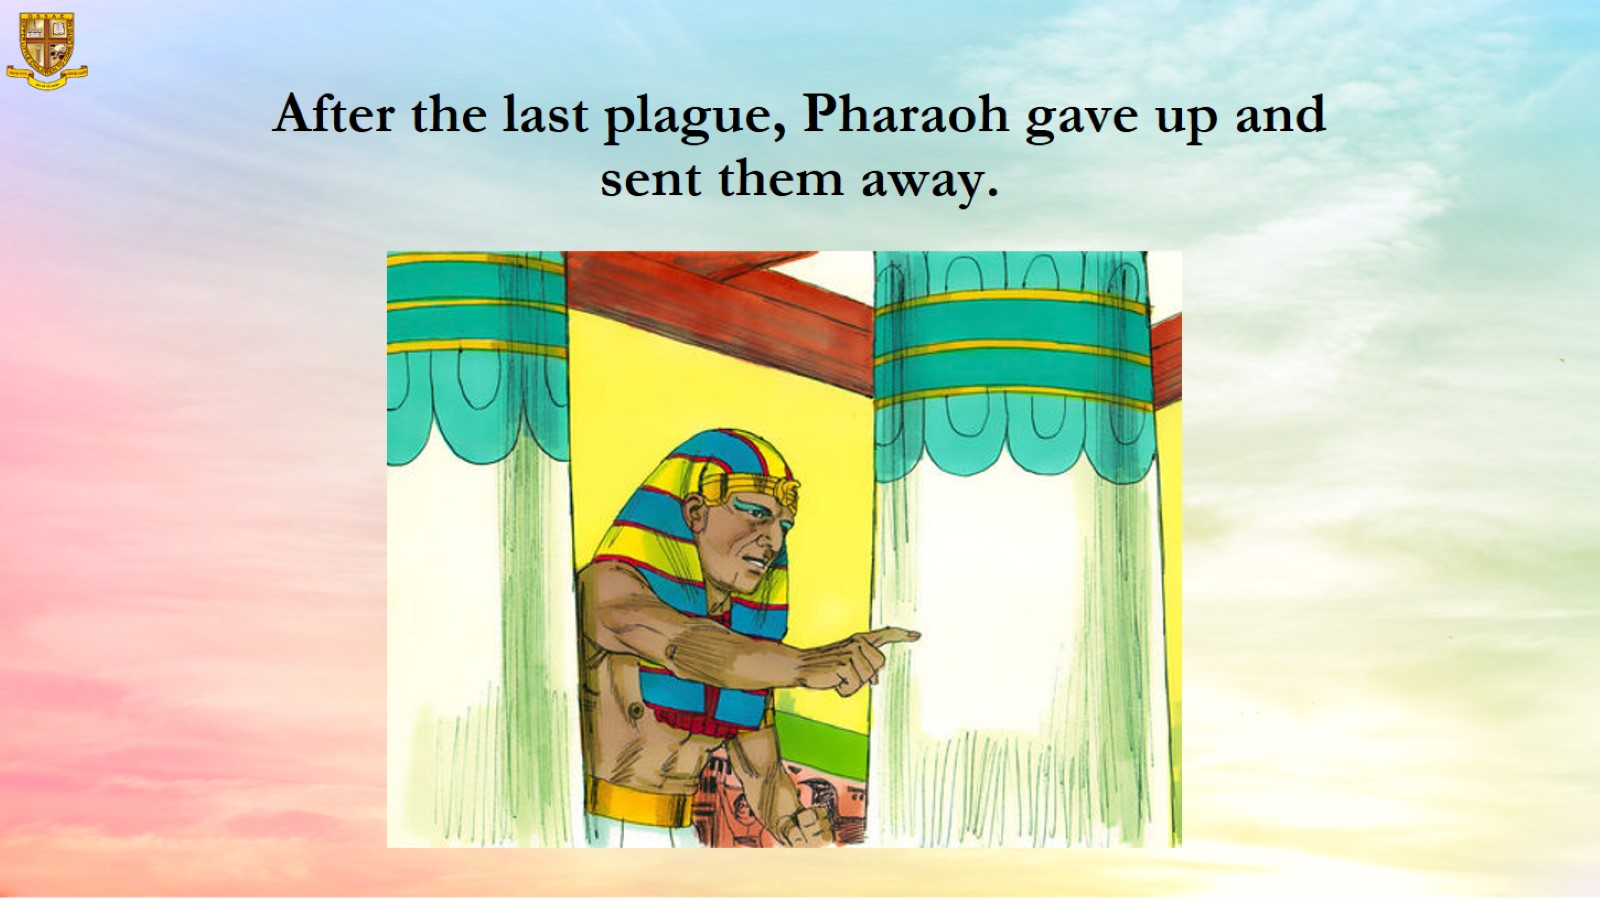 D.S.S.A.E.
After the last plague, Pharaoh gave up and
sent them away.